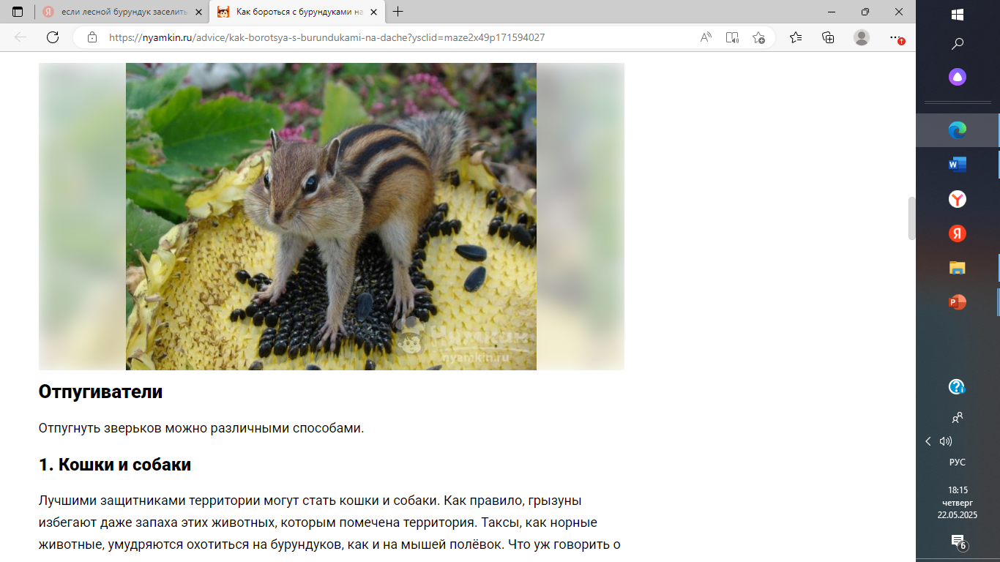 если лесной бурундук заселить
Как бороться с бурундуками на
https://nyamkin.ru/advice/kak-borotsya-s-burundukami-na-dache?ysclid=maze2x49p171594027
Нямкин
nyamkin.ru
Отпугиватели
Отпугнуть зверьков можно различными способами.
1. Кошки и собаки
Лучшими защитниками территории могут стать кошки и собаки. Как правило, грызуны
избегают даже запаха этих животных, которым помечена территория. Таксы, как норные
животные, умудряются охотиться на бурундуков, как и на мышей полёвок. Что уж говорить о
РУС
18:15
четверг
22.05.2025
6